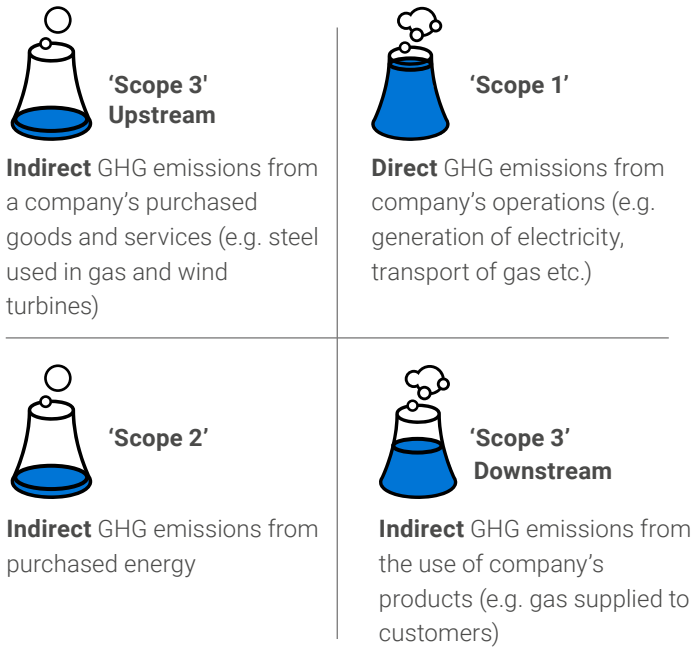 ‘Scope 3'
Upstream
Indirect GHG emissions from
a company’s purchased
goods and services (e.g. steel
used in gas and wind
turbines)
‘Scope 1’
Direct GHG emissions from
company’s operations (e.g.
generation of electricity,
transport of gas etc.)
‘Scope 2’
Indirect GHG emissions from
purchased energy
‘Scope 3’
Downstream
Indirect GHG emissions from
the use of company’s
products (e.g. gas supplied to
customers)